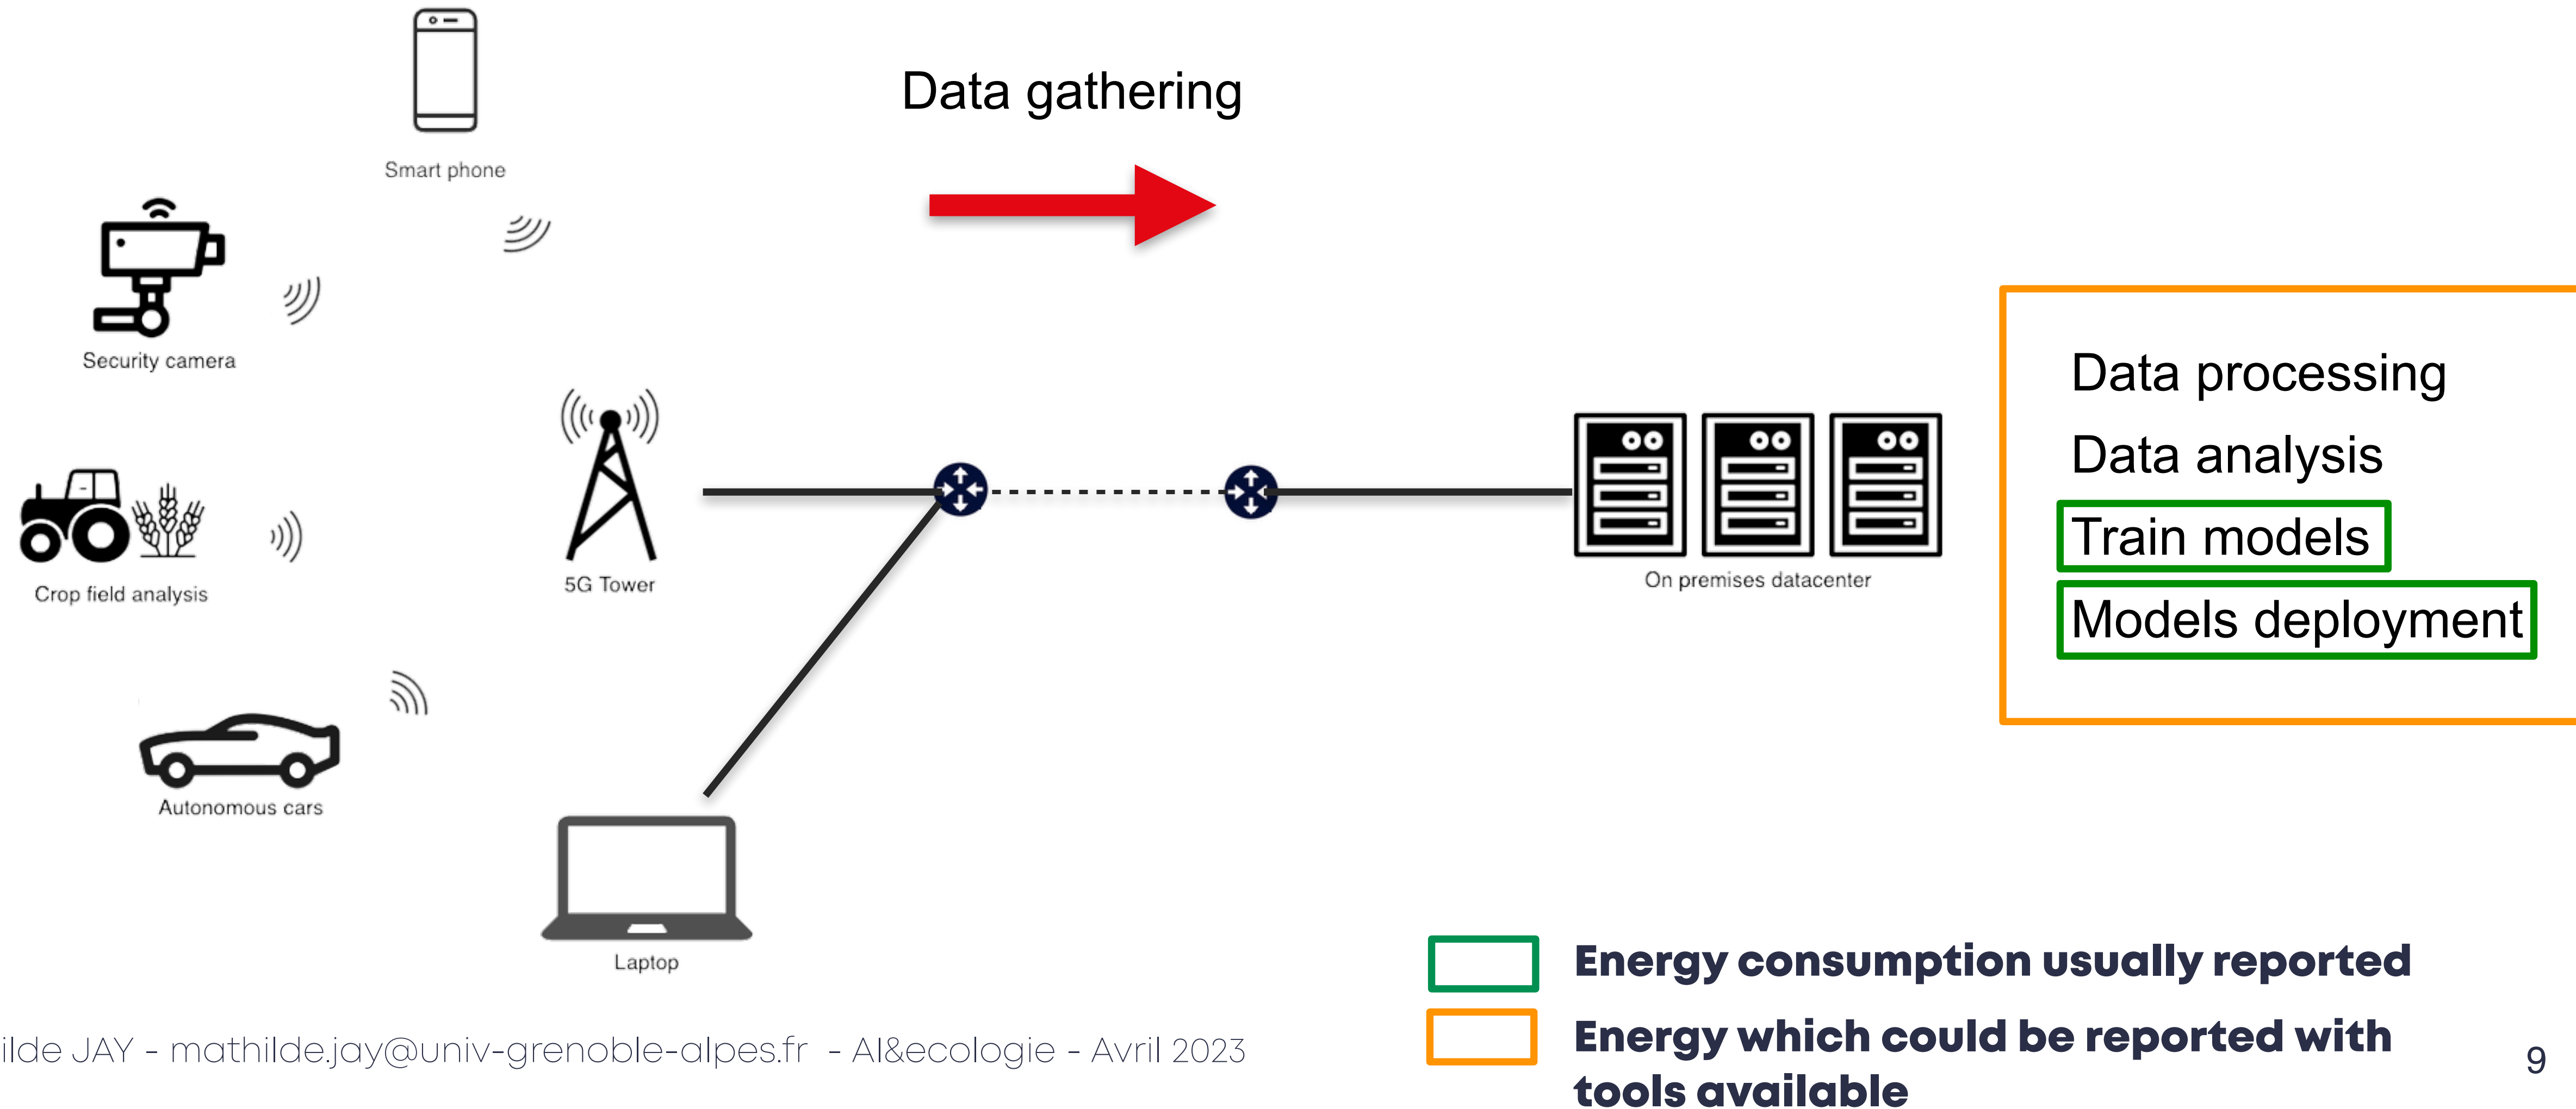 Smart phone
Data gathering
Security camera
Crop field analysis
5G Tower
Autonomous cars
Laptop
On premises datacenter
Data processing
Data analysis
Train models
Models deployment
Energy consumption usually reported
Energy which could be reported with
tools available
ilde JAY - mathilde.jay@univ-grenoble-alpes.fr - AI&ecologie - Avril 2023
9